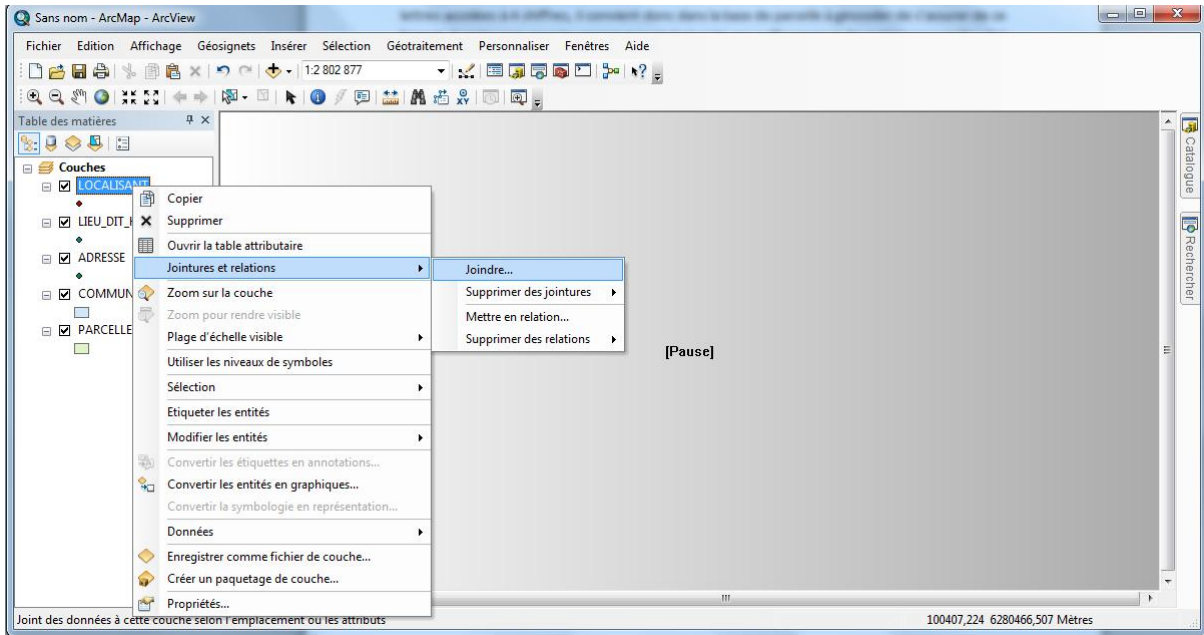 Sans nom - ArcMap - ArcView
Fichier Edition Affichage Géosignets Insérer Sélection Géotraitement Personnaliser Fenêtres Aide
1:2 802 877
Table des matières
Couches
LOCALISANT
LIEU_DIT_
ADRESSE
COMMUN
PARCELLE
Copier
Supprimer
Ouvrir la table attributaire
Jointures et relations
Zoom sur la couche
Zoom pour rendre visible
Plage d'échelle visible
Utiliser les niveaux de symboles
Sélection
Etiqueter les entités
Modifier les entités
Convertir les étiquettes en annotations...
Convertir les entités en graphiques...
Convertir la symbologie en représentation...
Données
Enregistrer comme fichier de couche...
Créer un paquetage de couche...
Propriétés...
Joindre...
Supprimer des jointures
Mettre en relation...
Supprimer des relations
[Pause]
Catalogue
Rechercher
Joint des données à cette couche selon l'emplacement ou les attributs
100407,224 6280466,507 Mètres